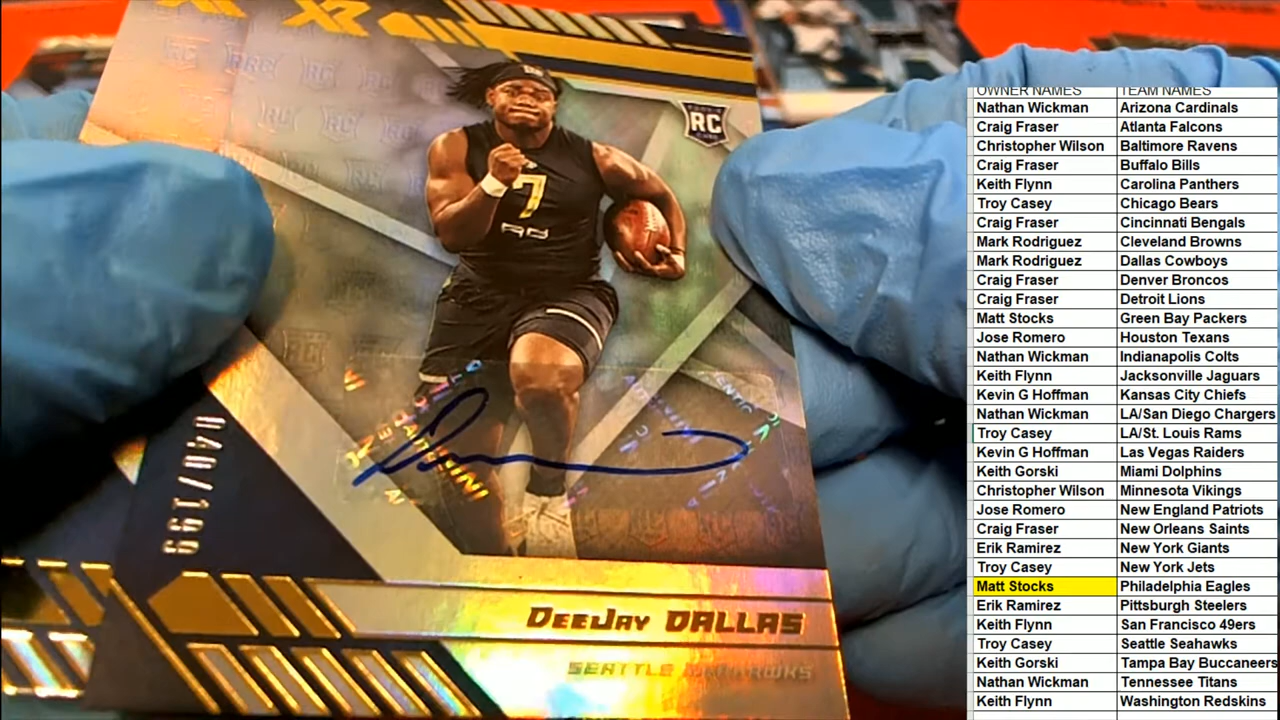 XR XR
RC
7
040/199
PANINI
DEEJAY DALLAS
SEATTLE SEAHAWKS
OWNER NAMES TEAM NAMES
Nathan Wickman Arizona Cardinals
Craig Fraser Atlanta Falcons
Christopher Wilson Baltimore Ravens
Craig Fraser Buffalo Bills
Keith Flynn Carolina Panthers
Troy Casey Chicago Bears
Craig Fraser Cincinnati Bengals
Mark Rodriguez Cleveland Browns
Mark Rodriguez Dallas Cowboys
Craig Fraser Denver Broncos
Craig Fraser Detroit Lions
Matt Stocks Green Bay Packers
Jose Romero Houston Texans
Nathan Wickman Indianapolis Colts
Keith Flynn Jacksonville Jaguars
Kevin G Hoffman Kansas City Chiefs
Nathan Wickman LA/San Diego Chargers
Troy Casey LA/St. Louis Rams
Kevin G Hoffman Las Vegas Raiders
Keith Gorski Miami Dolphins
Christopher Wilson Minnesota Vikings
Jose Romero New England Patriots
Craig Fraser New Orleans Saints
Erik Ramirez New York Giants
Troy Casey New York Jets
Matt Stocks Philadelphia Eagles
Erik Ramirez Pittsburgh Steelers
Keith Flynn San Francisco 49ers
Troy Casey Seattle Seahawks
Keith Gorski Tampa Bay Buccaneers
Nathan Wickman Tennessee Titans
Keith Flynn Washington Redskins